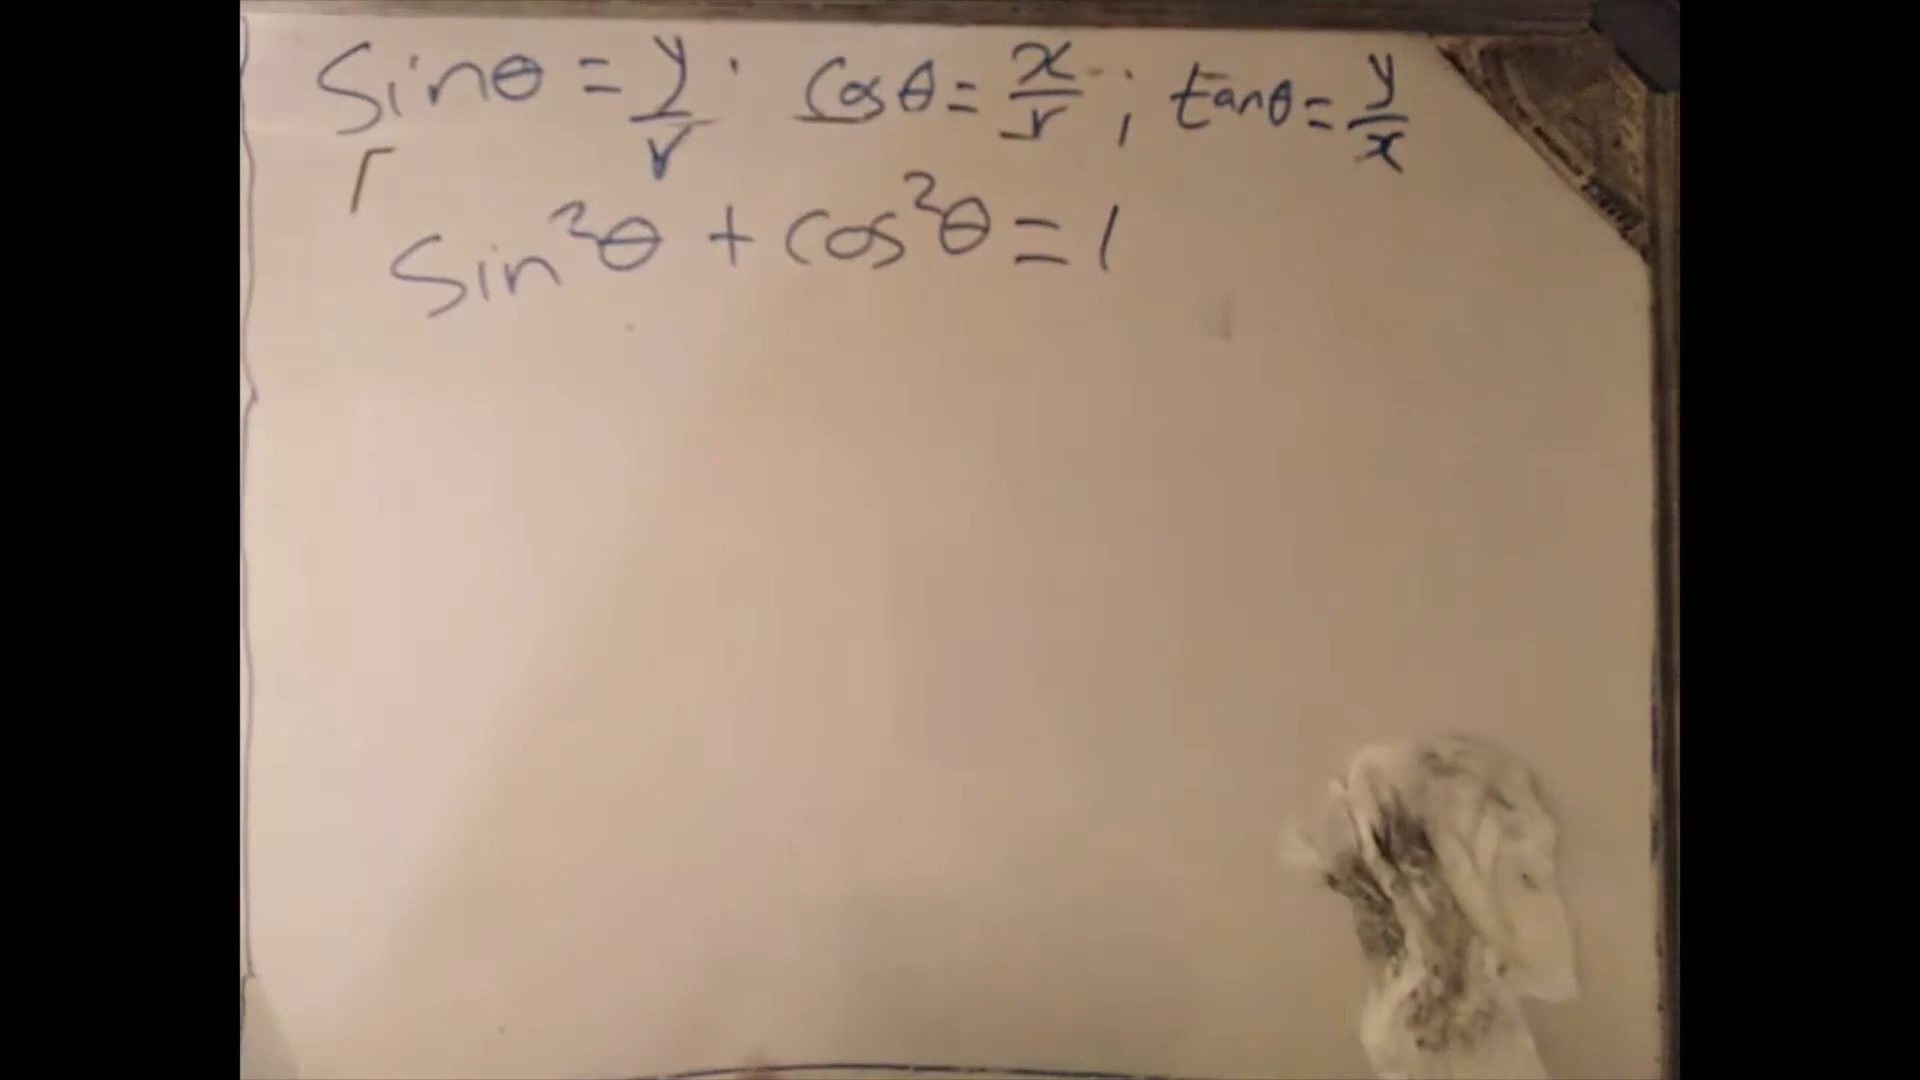 Sinθ = y/r . Cosθ = x/r ; tanθ = y/x
Γ
Sin²θ + cos²θ = 1